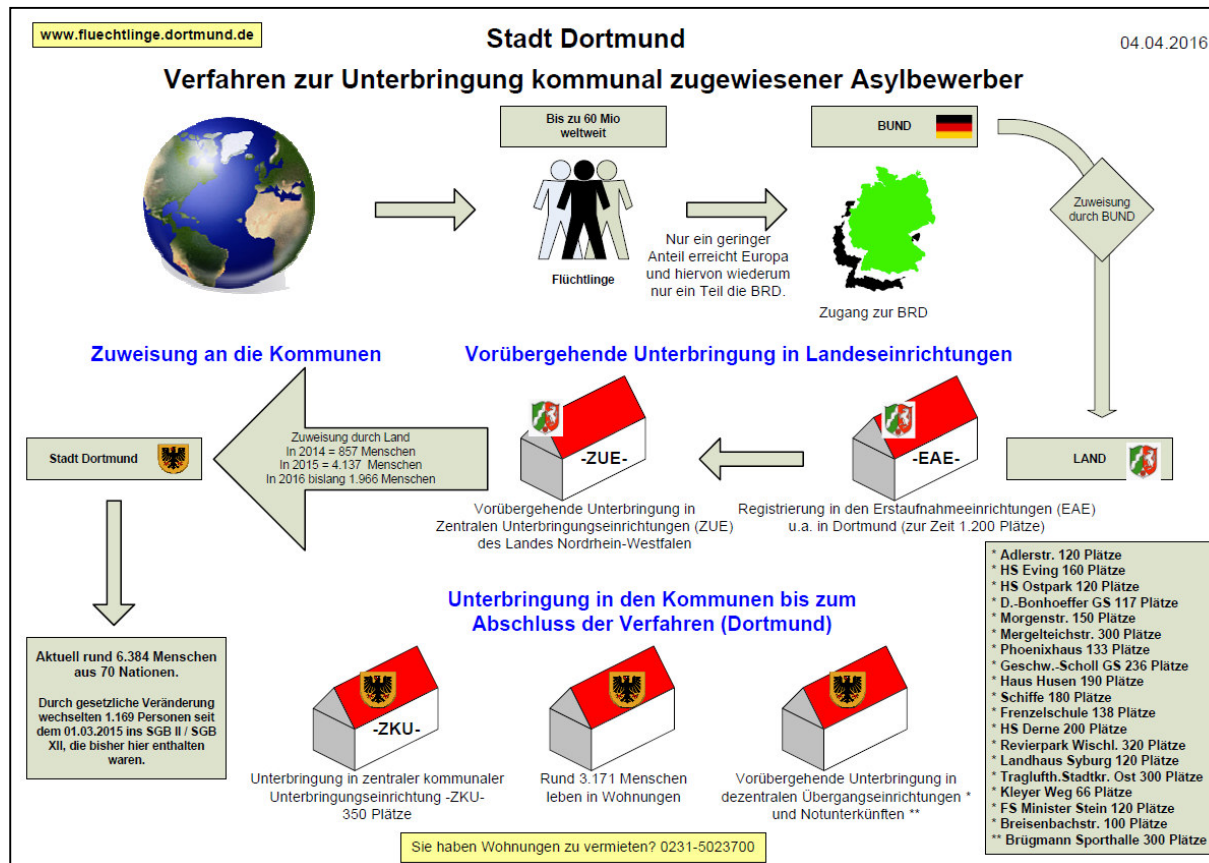 www.fluechtlinge.dortmund.de
Stadt Dortmund
04.04.2016
Verfahren zur Unterbringung kommunal zugewiesener Asylbewerber
Bis zu 60 Mio
weltweit
BUND
Zuweisung
durch BUND
Flüchtlinge
Nur ein geringer
Anteil erreicht Europa
und hiervon wiederum
nur ein Teil die BRD.
Zugang zur BRD
Zuweisung an die Kommunen
Vorübergehende Unterbringung in Landeseinrichtungen
Stadt Dortmund
Zuweisung durch Land
In 2014 = 857 Menschen
In 2015 = 4.137 Menschen
In 2016 bislang 1.966 Menschen
-ZUE-
-EAE-
LAND
Vorübergehende Unterbringung in
Zentralen Unterbringungseinrichtungen (ZUE)
des Landes Nordrhein-Westfalen
Registrierung in den Erstaufnahmeeinrichtungen (EAE)
u.a. in Dortmund (zur Zeit 1.200 Plätze)
* Adlerstr. 120 Plätze
* HS Eving 160 Plätze
* HS Ostpark 120 Plätze
* D.-Bonhoeffer GS 117 Plätze
* Morgenstr. 150 Plätze
* Mergelteichstr. 300 Plätze
* Phoenixhaus 133 Plätze
* Geschw.-Scholl GS 236 Plätze
* Haus Husen 190 Plätze
* Schiffe 180 Plätze
* Frenzelschule 138 Plätze
* HS Derne 200 Plätze
* Revierpark Wischl. 320 Plätze
* Landhaus Syburg 120 Plätze
* Traglufth.Stadtkr. Ost 300 Plätze
* Kleyer Weg 66 Plätze
* FS Minister Stein 120 Plätze
* Breisenbachstr. 100 Plätze
** Brügmann Sporthalle 300 Plätze
Unterbringung in den Kommunen bis zum
Abschluss der Verfahren (Dortmund)
Aktuell rund 6.384 Menschen
aus 70 Nationen.
Durch gesetzliche Veränderung
wechselten 1.169 Personen seit
dem 01.03.2015 ins SGB II / SGB
XII, die bisher hier enthalten
waren.
-ZKU-
Unterbringung in zentraler kommunaler
Unterbringungseinrichtung -ZKU-
350 Plätze
Rund 3.171 Menschen
leben in Wohnungen
Vorübergehende Unterbringung in
dezentralen Übergangseinrichtungen *
und Notunterkünften **
Sie haben Wohnungen zu vermieten? 0231-5023700